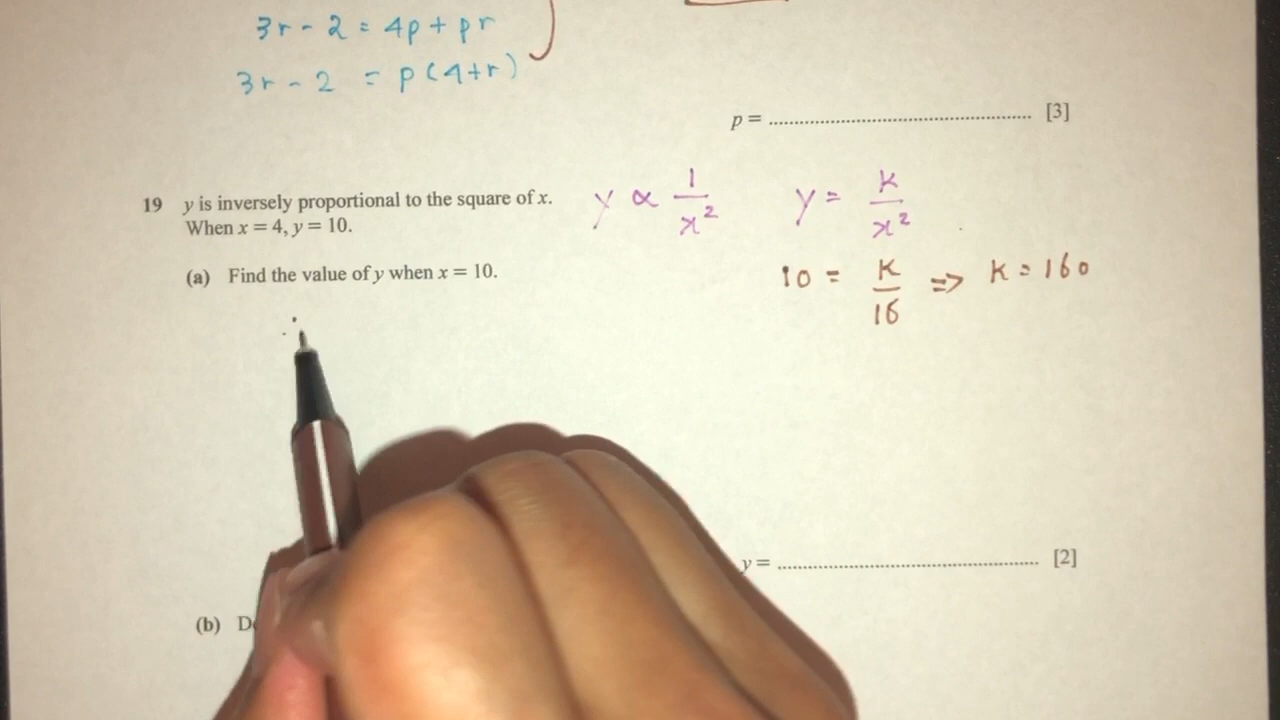 3r - 2 = 4p + pr
3r - 2 = p(4+r)
p = .................................................... [3]
19 y is inversely proportional to the square of x. y ∝ 1/x² y = k/x²
When x = 4, y = 10.
(a) Find the value of y when x = 10. 10 = k/16 => k = 160
y = .................................................... [2]
(b)